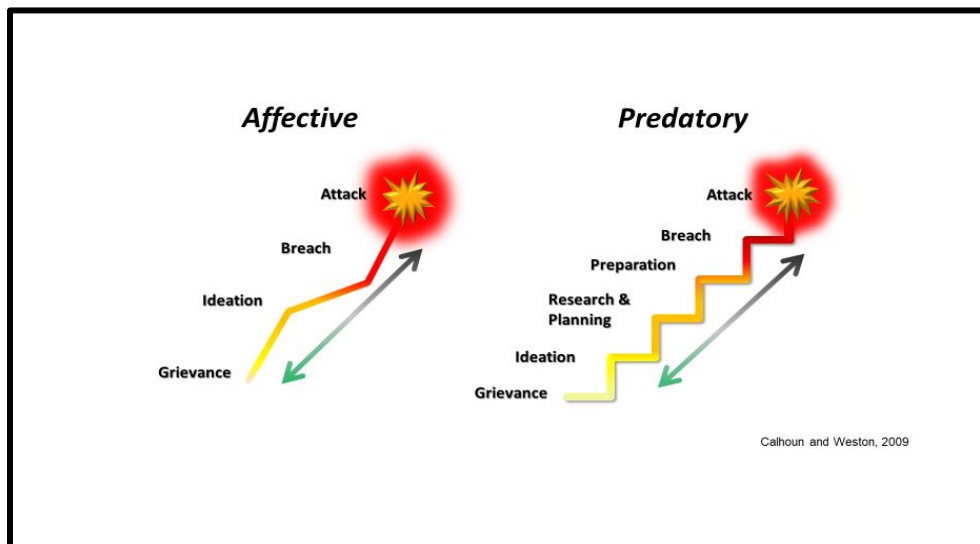 Affective
Attack
Breach
Ideation
Grievance
Predatory
Attack
Breach
Preparation
Research &
Planning
Ideation
Grievance
Calhoun and Weston, 2009